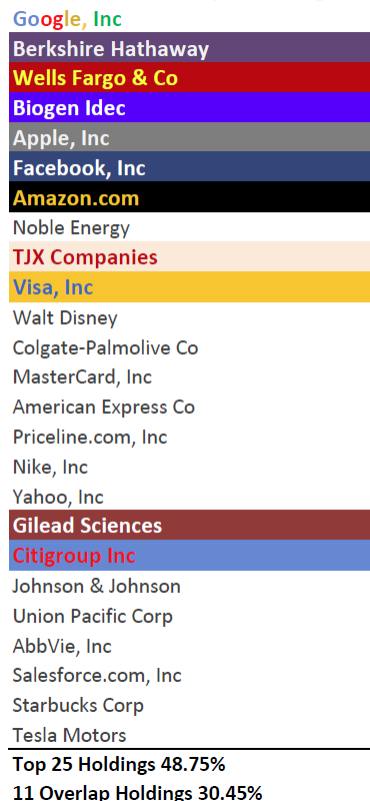 Google, Inc
Berkshire Hathaway
Wells Fargo & Co
Biogen Idec
Apple, Inc
Facebook, Inc
Amazon.com
Noble Energy
TJX Companies
Visa, Inc
Walt Disney
Colgate-Palmolive Co
MasterCard, Inc
American Express Co
Priceline.com, Inc
Nike, Inc
Yahoo, Inc
Gilead Sciences
Citigroup Inc
Johnson & Johnson
Union Pacific Corp
AbbVie, Inc
Salesforce.com, Inc
Starbucks Corp
Tesla Motors
Top 25 Holdings 48.75%
11 Overlap Holdings 30.45%